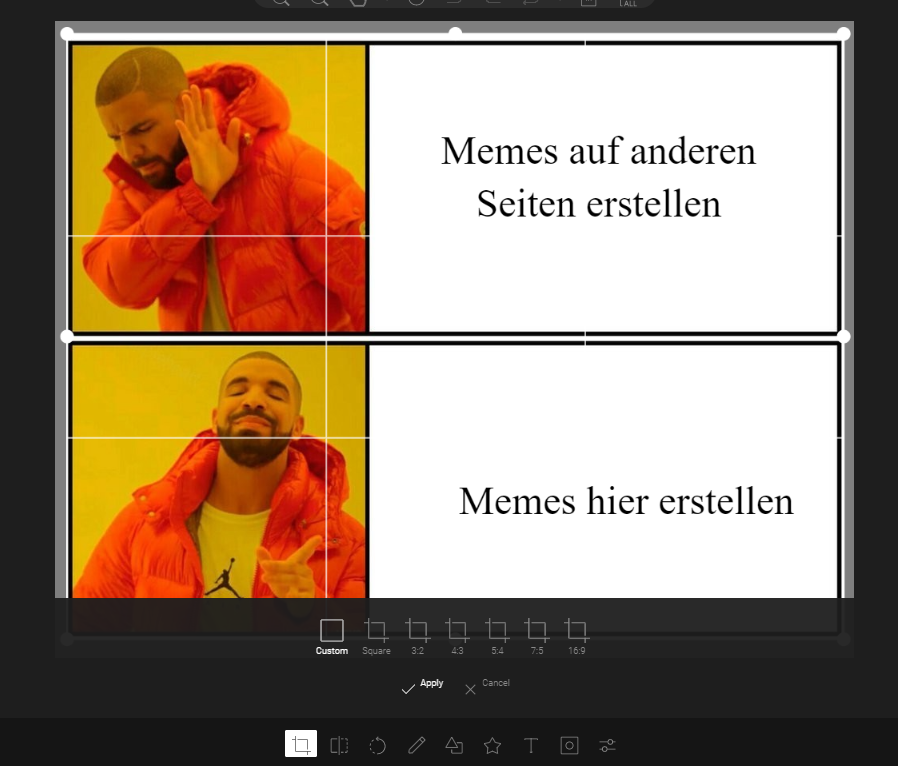 ALL
Memes auf anderen
Seiten erstellen
Memes hier erstellen
Custom
Square
3:2
4:3
5:4
7:5
16:9
Apply
Cancel
T